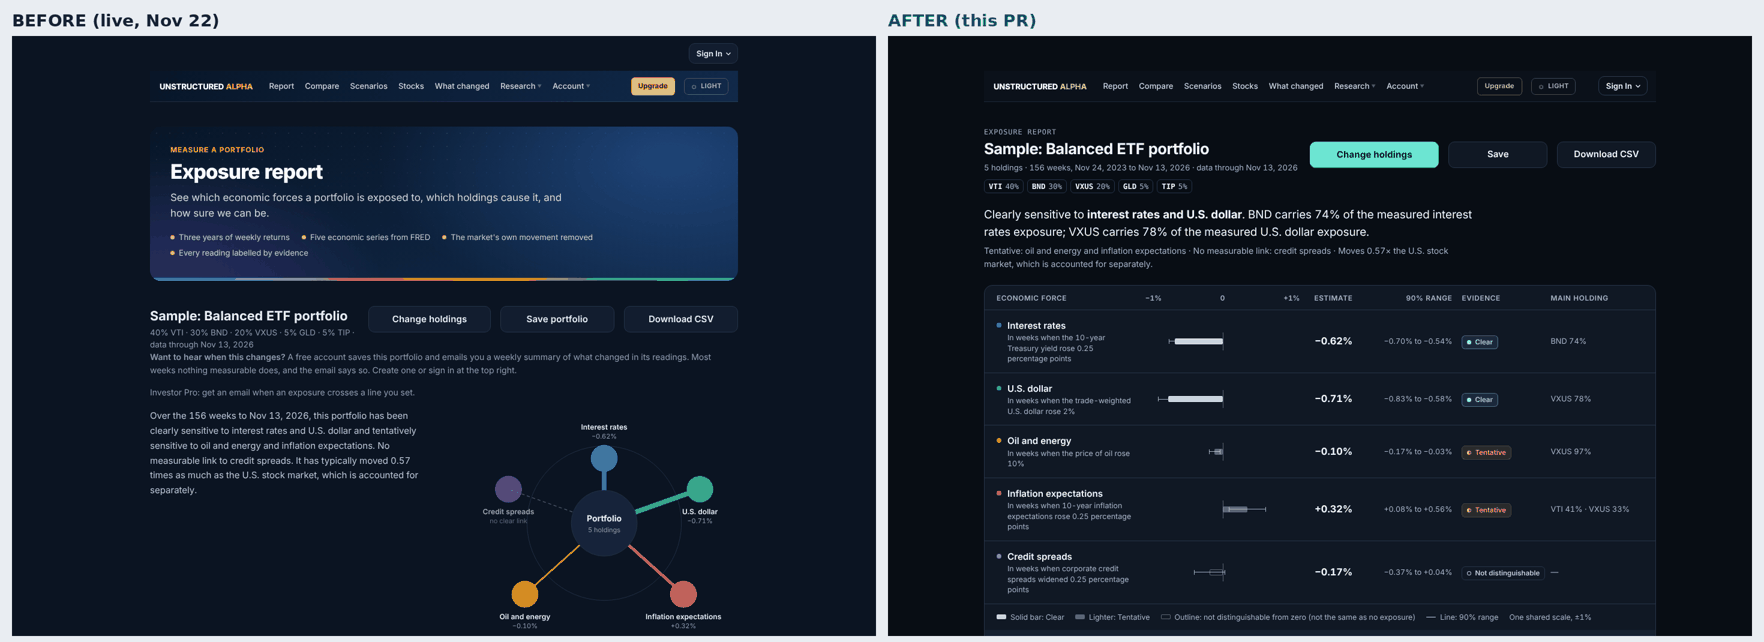 BEFORE (live, Nov 22)
Sign In
UNSTRUCTURED ALPHA Report Compare Scenarios Stocks What changed Research Account Upgrade LIGHT
MEASURE A PORTFOLIO
Exposure report
See which economic forces a portfolio is exposed to, which holdings cause it, and
how sure we can be.
Three years of weekly returns Five economic series from FRED The market's own movement removed
Every reading labelled by evidence
Sample: Balanced ETF portfolio
40% VTI · 30% BND · 20% VXUS · 5% GLD · 5% TIP ·
data through Nov 13, 2026
Change holdings Save portfolio Download CSV
Want to hear when this changes? A free account saves this portfolio and emails you a weekly summary of what changed in its readings. Most
weeks nothing measurable does, and the email says so. Create one or sign in at the top right.
Investor Pro: get an email when an exposure crosses a line you set.
Over the 156 weeks to Nov 13, 2026, this portfolio has been
clearly sensitive to interest rates and U.S. dollar and tentatively
sensitive to oil and energy and inflation expectations. No
measurable link to credit spreads. It has typically moved 0.57
times as much as the U.S. stock market, which is accounted for
separately.
Interest rates
−0.62%
Credit spreads
no clear link
U.S. dollar
−0.71%
Portfolio
5 holdings
Oil and energy
−0.10%
Inflation expectations
+0.32%
AFTER (this PR)
UNSTRUCTURED ALPHA Report Compare Scenarios Stocks What changed Research Account Upgrade LIGHT Sign In
EXPOSURE REPORT
Sample: Balanced ETF portfolio
5 holdings · 156 weeks, Nov 24, 2023 to Nov 13, 2026 · data through Nov 13, 2026
VTI 40% BND 30% VXUS 20% GLD 5% TIP 5%
Change holdings Save Download CSV
Clearly sensitive to interest rates and U.S. dollar. BND carries 74% of the measured interest
rates exposure; VXUS carries 78% of the measured U.S. dollar exposure.
Tentative: oil and energy and inflation expectations · No measurable link: credit spreads · Moves 0.57× the U.S. stock
market, which is accounted for separately.
ECONOMIC FORCE −1% 0 +1% ESTIMATE 90% RANGE EVIDENCE MAIN HOLDING
Interest rates
In weeks when the 10-year
Treasury yield rose 0.25
percentage points
−0.62% −0.70% to −0.54% Clear BND 74%
U.S. dollar
In weeks when the trade-weighted
U.S. dollar rose 2%
−0.71% −0.83% to −0.58% Clear VXUS 78%
Oil and energy
In weeks when the price of oil rose
10%
−0.10% −0.17% to −0.03% Tentative VXUS 97%
Inflation expectations
In weeks when 10-year inflation
expectations rose 0.25 percentage
points
+0.32% +0.08% to +0.56% Tentative VTI 41% · VXUS 33%
Credit spreads
In weeks when corporate credit
spreads widened 0.25 percentage
points
−0.17% −0.37% to +0.04% Not distinguishable —
Solid bar: Clear Lighter: Tentative Outline: not distinguishable from zero (not the same as no exposure) Line: 90% range One shared scale, ±1%